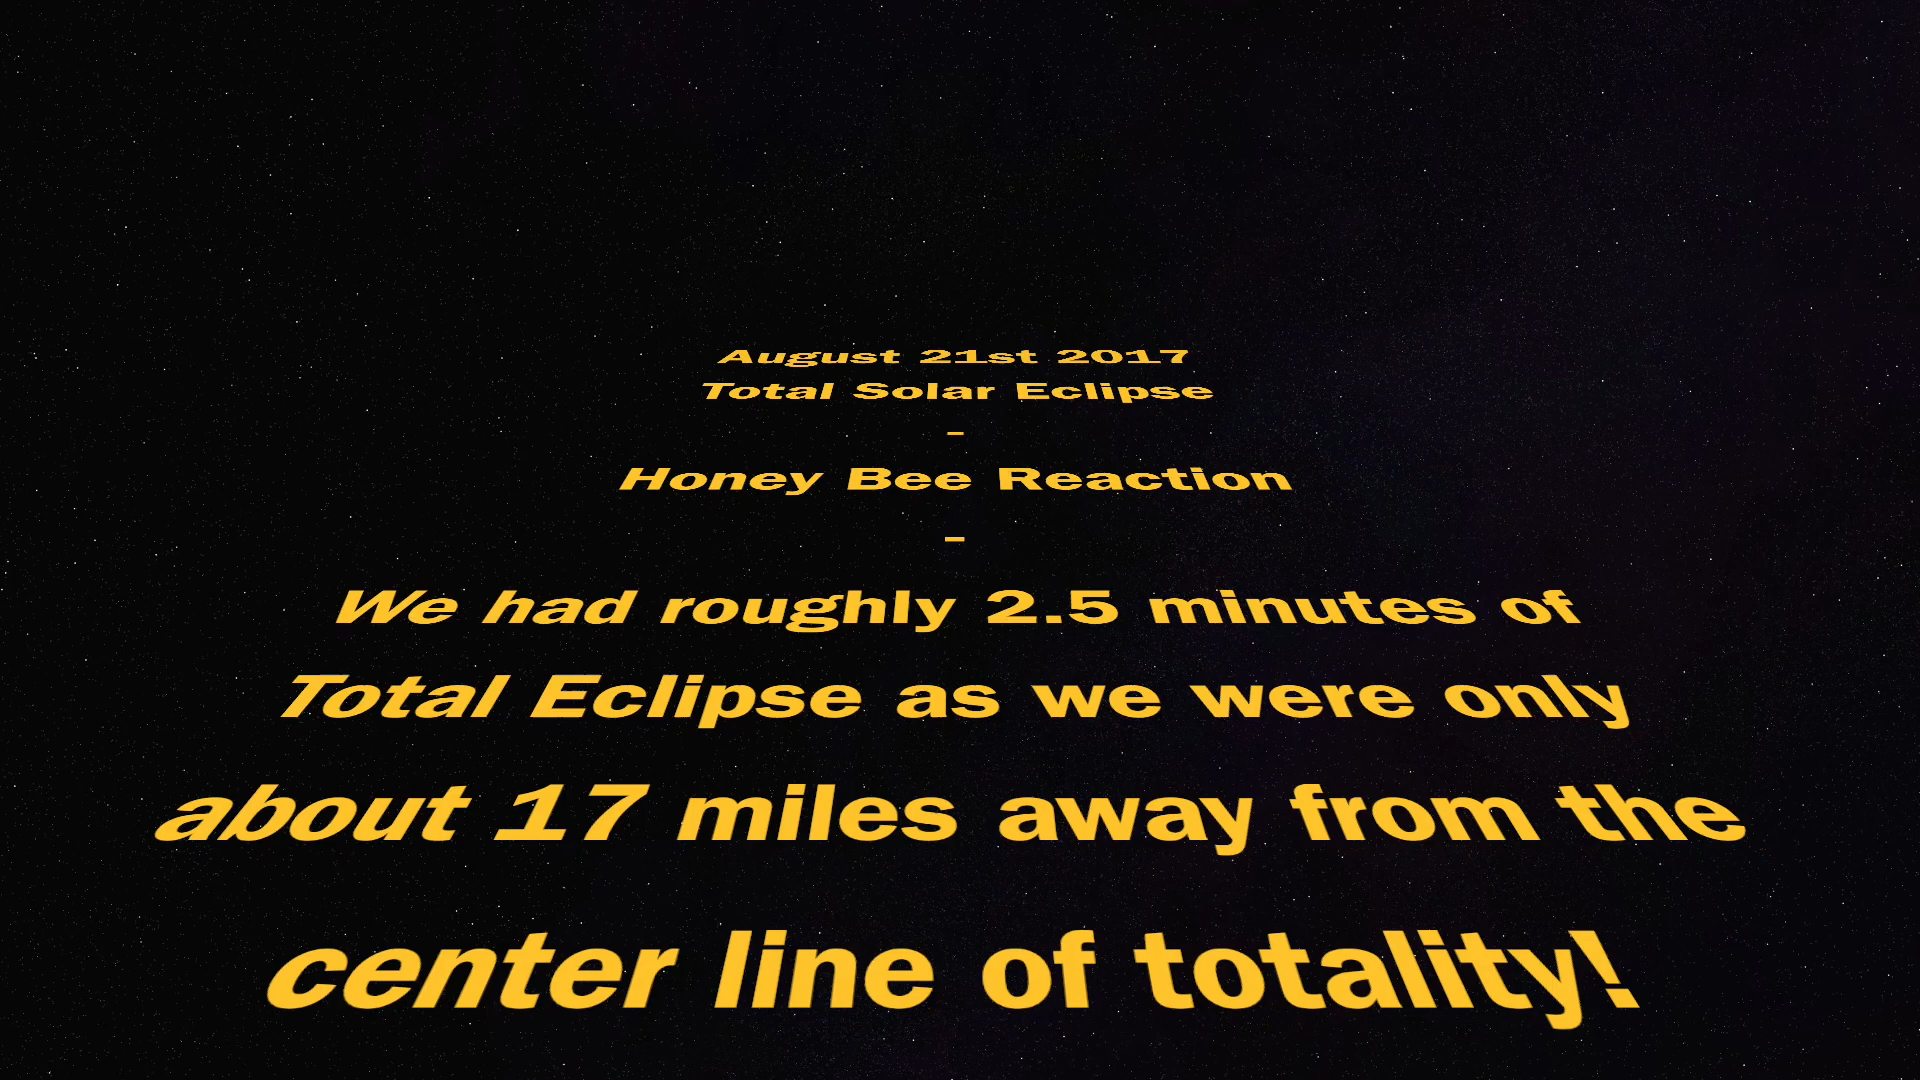 August 21st 2017
Total Solar Eclipse
–
Honey Bee Reaction
–
We had roughly 2.5 minutes of
Total Eclipse as we were only
about 17 miles away from the
center line of totality!